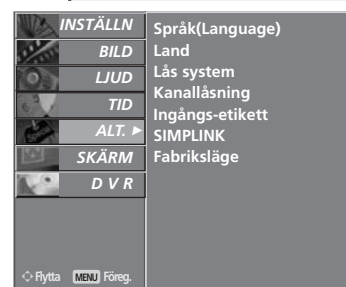 INSTÄLLN
BILD
LJUD
TID
ALT. ►
SKÄRM
D V R
Språk(Language)
Land
Lås system
Kanallåsning
Ingångs-etikett
SIMPLINK
Fabriksläge
Flytta MENU Föreg.